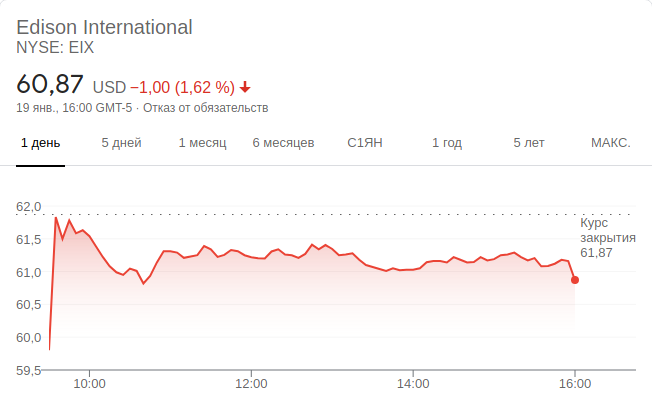 Edison International
NYSE: EIX
60,87 USD −1,00 (1,62 %)
19 янв., 16:00 GMT-5 · Отказ от обязательств
1 день 5 дней 1 месяц 6 месяцев С1ЯН 1 год 5 лет МАКС.
62,0
61,5
61,0
60,5
60,0
59,5
Курс
закрытия
61,87
10:00 12:00 14:00 16:00